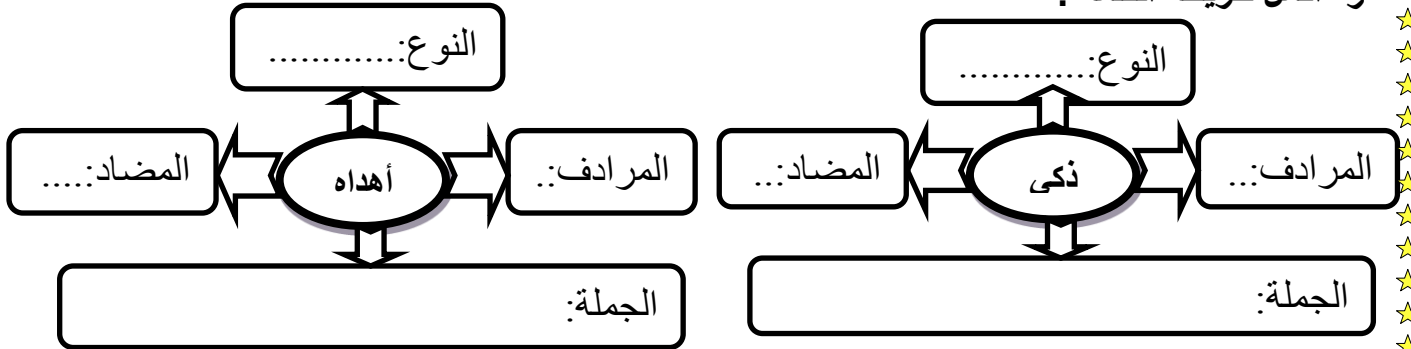 النوع:.............
النوع:.............
المرادف:...
ذكى
المضاد:..
المرادف:.
أهداه
المضاد:.....
الجملة:
الجملة: